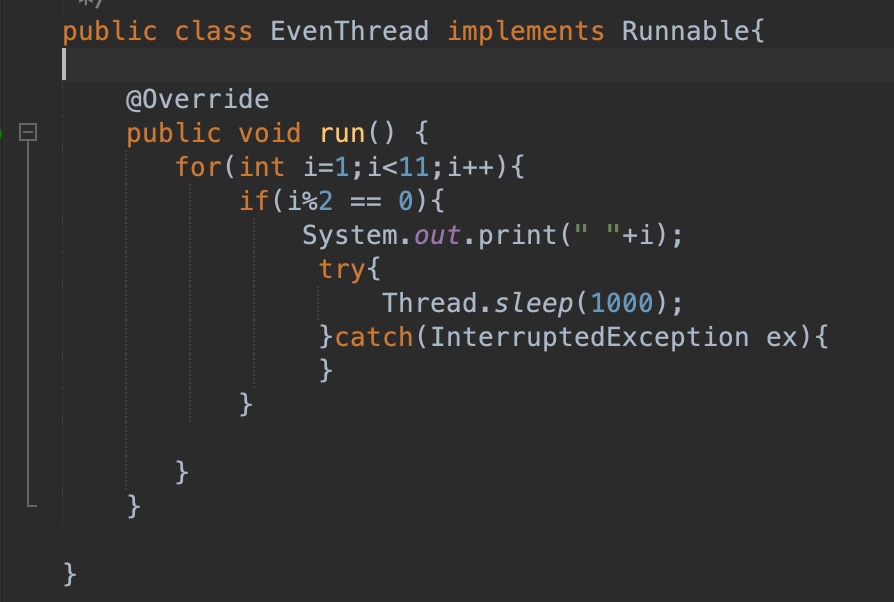 */
public class EvenThread implements Runnable{
@Override
public void run() {
for(int i=1;i<11;i++){
if(i%2 == 0){
System.out.print(" "+i);
try{
Thread.sleep(1000);
}catch(InterruptedException ex){
}
}
}
}
}